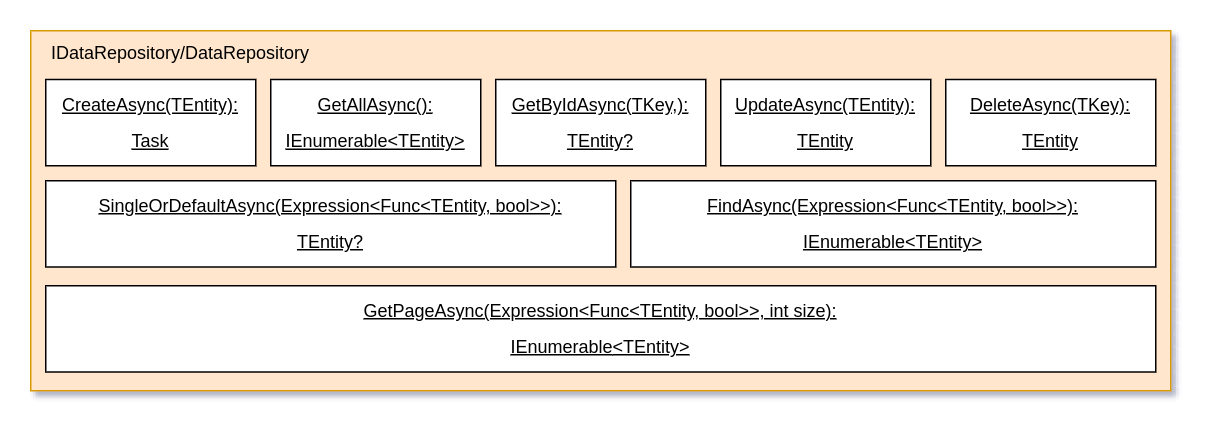 IDataRepository/DataRepository
CreateAsync(TEntity):
Task
GetAllAsync():
IEnumerable<TEntity>
GetByIdAsync(TKey,):
TEntity?
UpdateAsync(TEntity):
TEntity
DeleteAsync(TKey):
TEntity
SingleOrDefaultAsync(Expression<Func<TEntity, bool>>):
TEntity?
FindAsync(Expression<Func<TEntity, bool>>):
IEnumerable<TEntity>
GetPageAsync(Expression<Func<TEntity, bool>>, int size):
IEnumerable<TEntity>